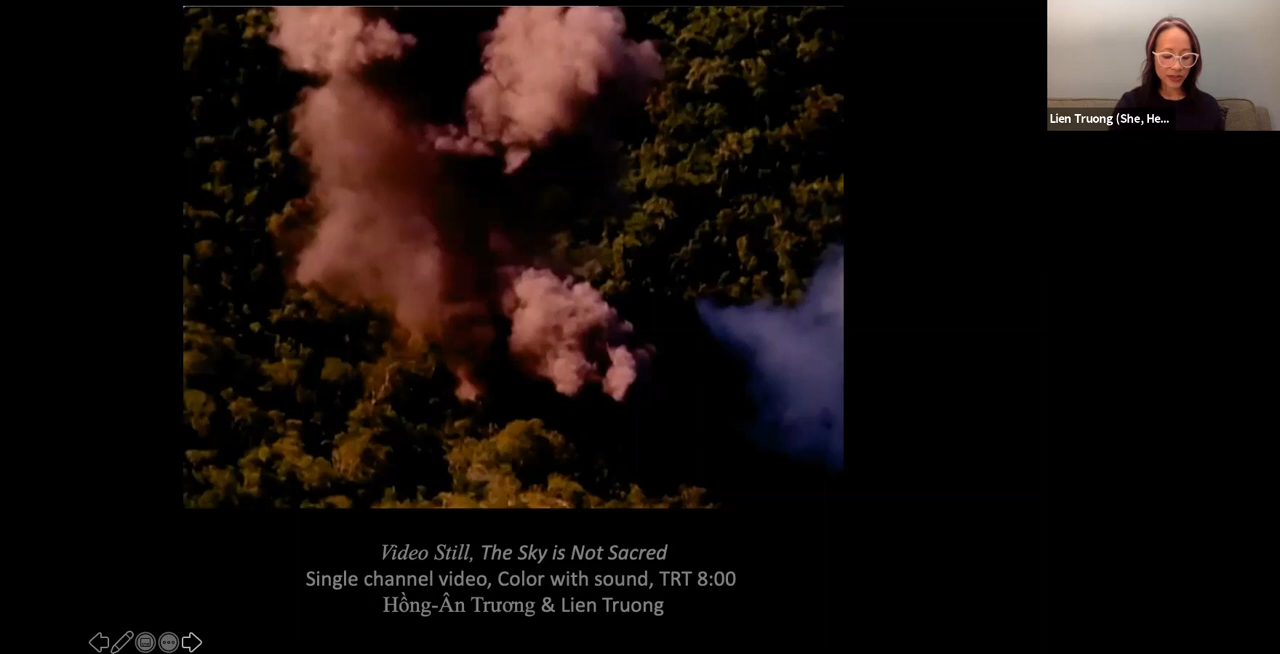 Lien Truong (She, He...
Video Still, The Sky is Not Sacred
Single channel video, Color with sound, TRT 8:00
Hồng-Ân Trương & Lien Truong